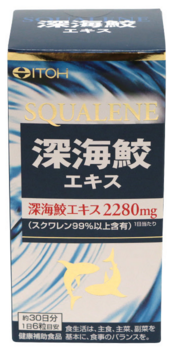 ITOH
SQUALENE
深海鮫
エキス
深海鮫エキス2280mg
(スクワレン99%以上含有) 1日当たり
約30日分
1日6粒目安
健康補助食品
食生活は、主食、主菜、副菜を
基本に、食事のバランスを。